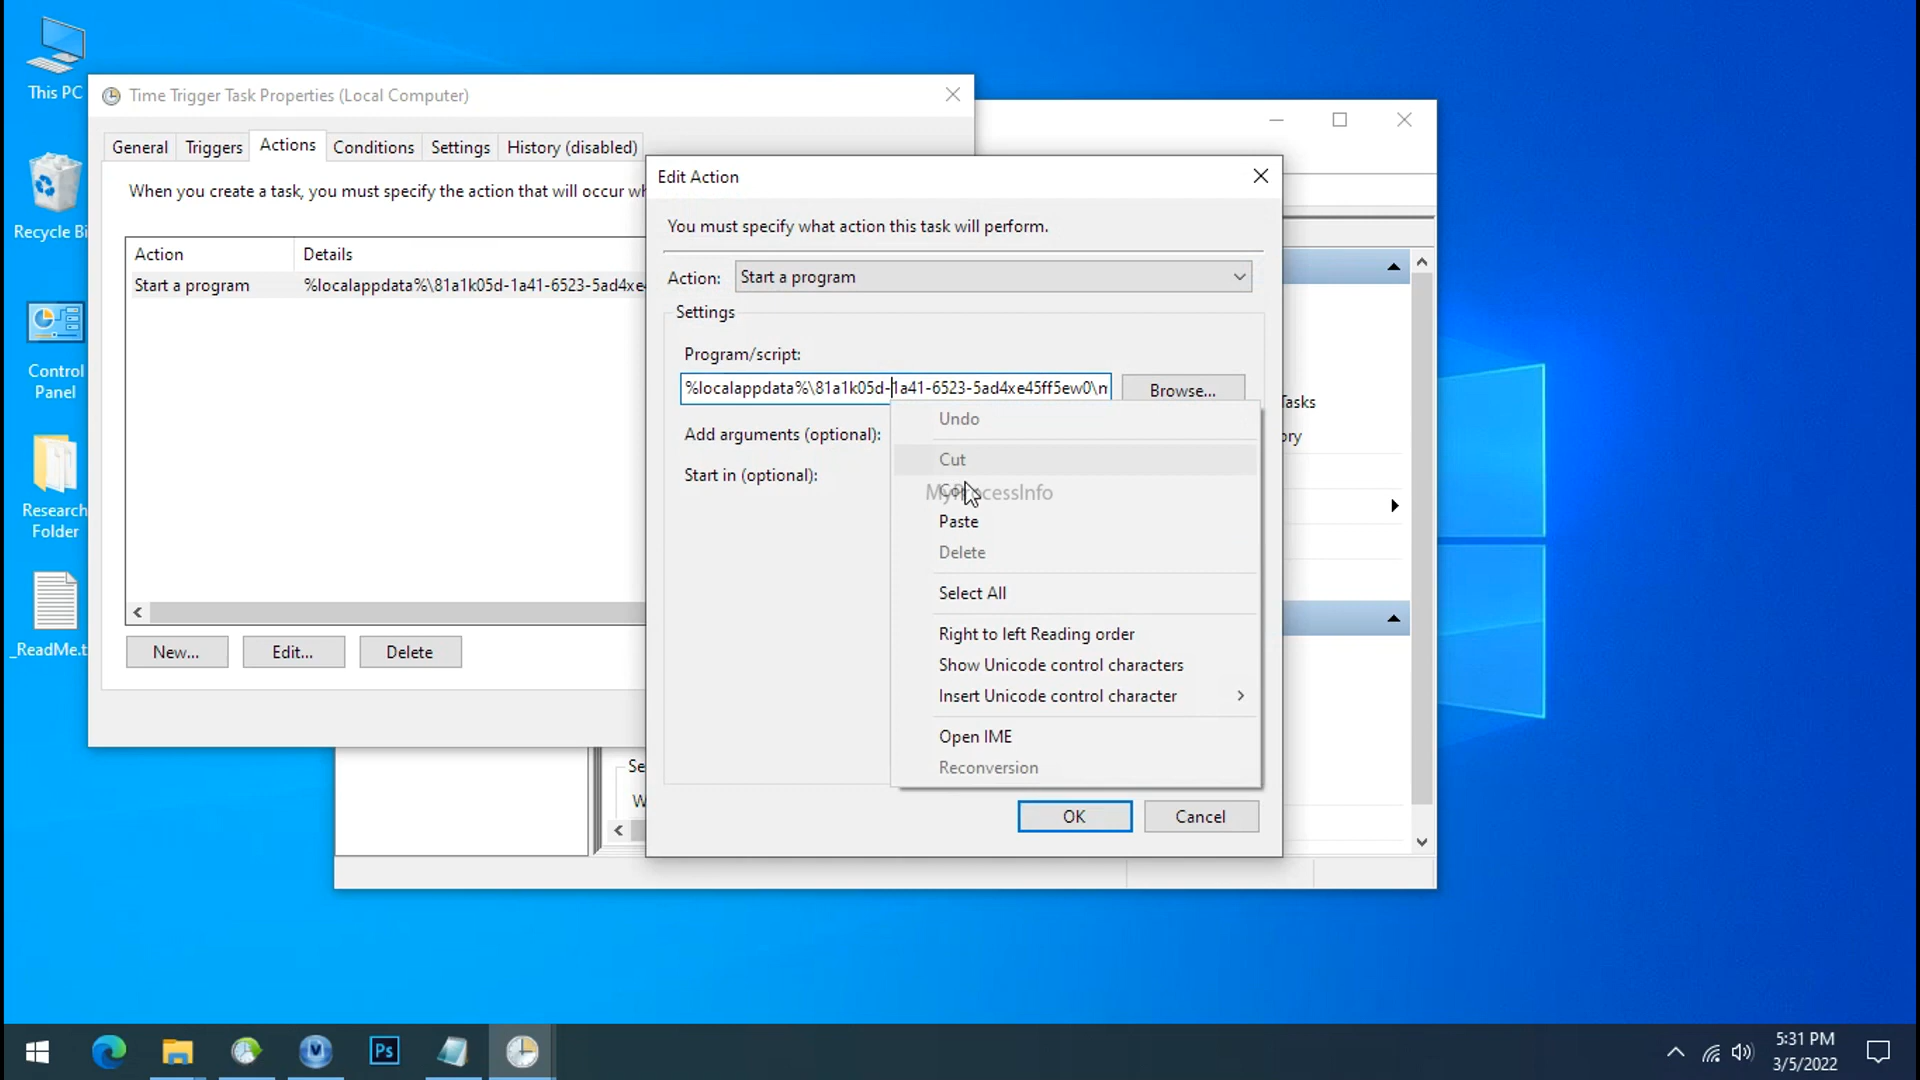 This PC
Recycle Bi
Control
Panel
Research
Folder
_ReadMe.t
Time Trigger Task Properties (Local Computer)
General
Triggers
Actions
Conditions
Settings
History (disabled)
When you create a task, you must specify the action that will occur wh
Action
Details
Start a program
%localappdata%\81a1k05d-1a41-6523-5ad4xe4
New...
Edit...
Delete
Edit Action
You must specify what action this task will perform.
Action:
Start a program
Settings
Program/script:
%localappdata%\81a1k05d-1a41-6523-5ad4xe45ff5ew0\m
Browse...
Add arguments (optional):
Start in (optional):
Undo
Cut
MyProcessInfo
Paste
Delete
Select All
Right to left Reading order
Show Unicode control characters
Insert Unicode control character
Open IME
Reconversion
OK
Cancel
Tasks
ory
Se
W
Ps
5:31 PM
3/5/2022